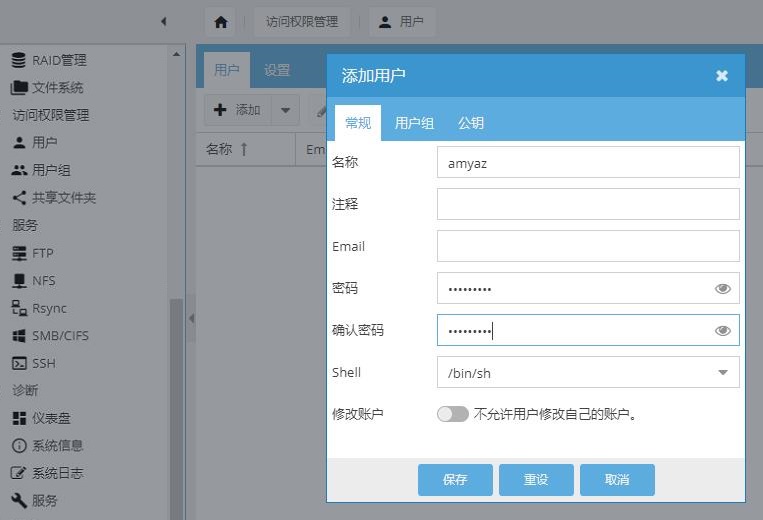 访问权限管理
用户
RAID管理
文件系统
访问权限管理
用户
用户组
共享文件夹
服务
FTP
NFS
Rsync
SMB/CIFS
SSH
诊断
仪表盘
系统信息
系统日志
服务
用户
设置
添加
名称
Em
添加用户
常规
用户组
公钥
名称
amyaz
注释
Email
密码
•••••••••
确认密码
•••••••••
Shell
/bin/sh
修改账户
不允许用户修改自己的账户。
保存
重设
取消